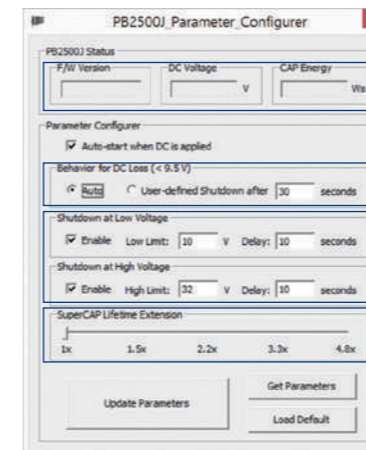 PB2500J_Parameter_Configurer
PB2500J Status
F/W Version DC Voltage CAP Energy
V Wa
Parameter Configurer
Auto-start when DC is applied
Behavior for DC Loss (< 9.5 V)
Auto User-defined Shutdown after 30 seconds
Shutdown at Low Voltage
Enable Low Limit: 10 V Delay: 10 seconds
Shutdown at High Voltage
Enable High Limit: 32 V Delay: 10 seconds
SuperCAP Lifetime Extension
1x 1.5x 2.2x 3.3x 4.8x
Update Parameters
Get Parameters
Load Default